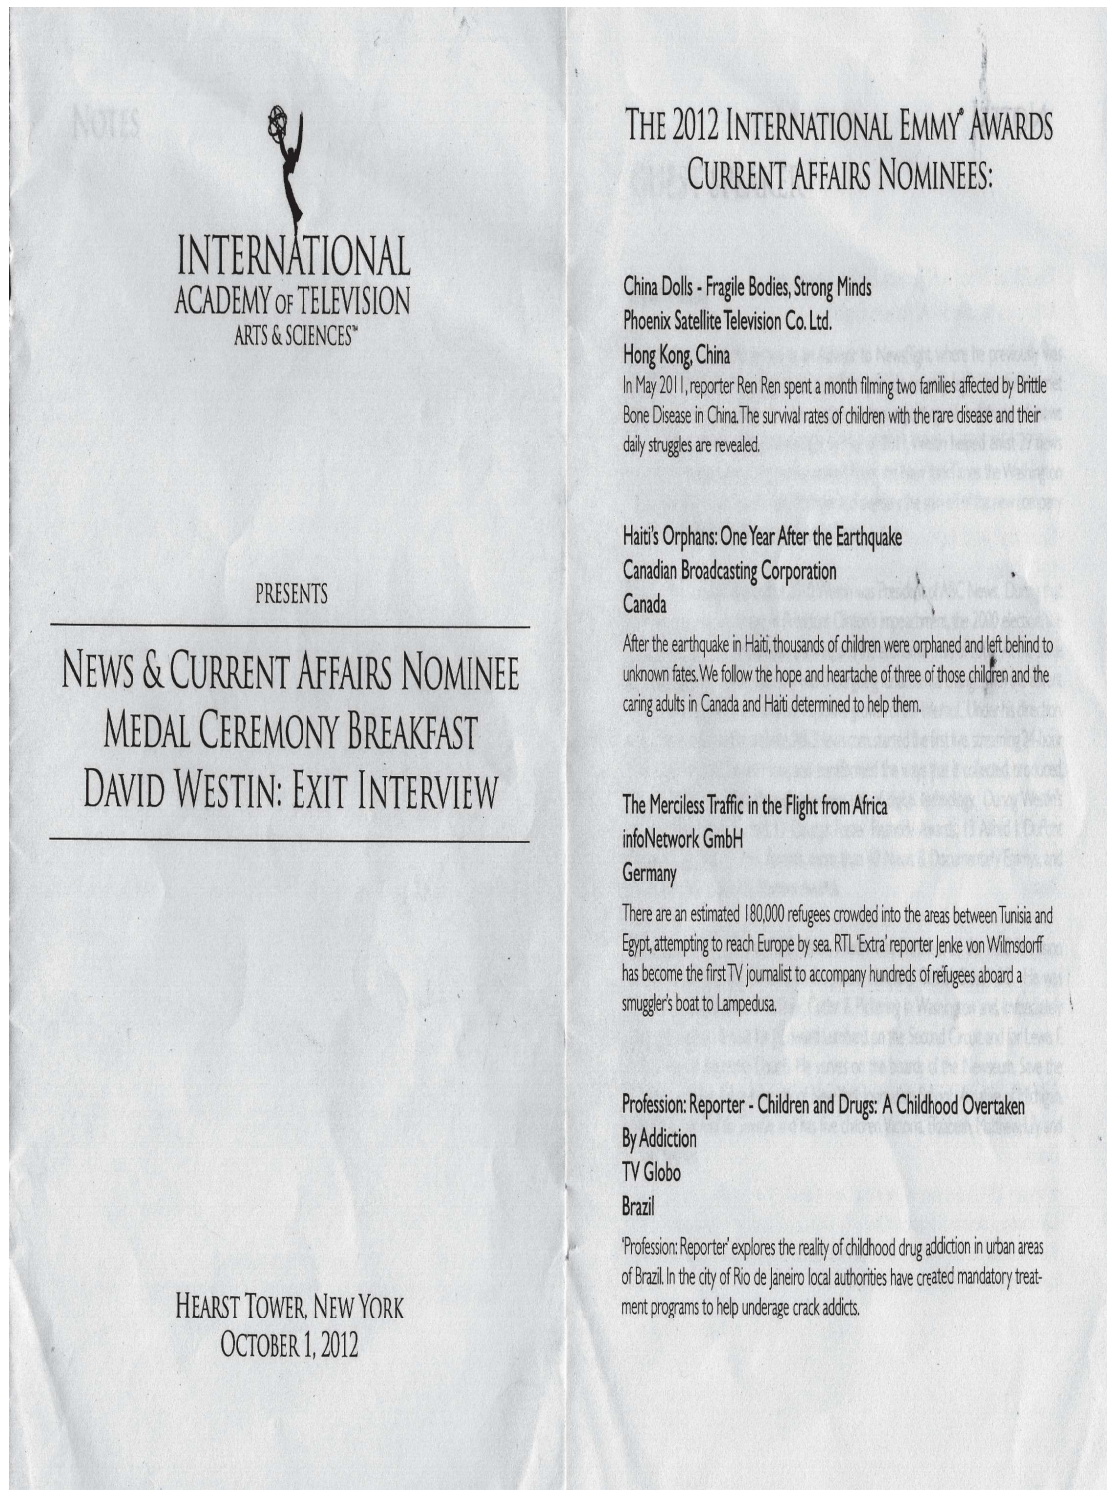 NOTES
INTERNATIONAL
ACADEMY OF TELEVISION
ARTS & SCIENCES™
PRESENTS
NEWS & CURRENT AFFAIRS NOMINEE
MEDAL CEREMONY BREAKFAST
DAVID WESTIN: EXIT INTERVIEW
HEARST TOWER, NEW YORK
OCTOBER 1, 2012
THE 2012 INTERNATIONAL EMMY® AWARDS
CURRENT AFFAIRS NOMINEES:
China Dolls - Fragile Bodies, Strong Minds
Phoenix Satellite Television Co. Ltd.
Hong Kong, China
In May 2011, reporter Ren Ren spent a month filming two families affected by Brittle
Bone Disease in China. The survival rates of children with the rare disease and their
daily struggles are revealed.
Haiti's Orphans: One Year After the Earthquake
Canadian Broadcasting Corporation
Canada
After the earthquake in Haiti, thousands of children were orphaned and left behind to
unknown fates. We follow the hope and heartache of three of those children and the
caring adults in Canada and Haiti determined to help them.
The Merciless Traffic in the Flight from Africa
infoNetwork GmbH
Germany
There are an estimated 180,000 refugees crowded into the areas between Tunisia and
Egypt, attempting to reach Europe by sea. RTL 'Extra' reporter Jenke von Wilmsdorff
has become the first TV journalist to accompany hundreds of refugees aboard a
smuggler's boat to Lampedusa.
Profession: Reporter - Children and Drugs: A Childhood Overtaken
By Addiction
TV Globo
Brazil
'Profession: Reporter' explores the reality of childhood drug addiction in urban areas
of Brazil. In the city of Rio de Janeiro local authorities have created mandatory treat-
ment programs to help underage crack addicts.